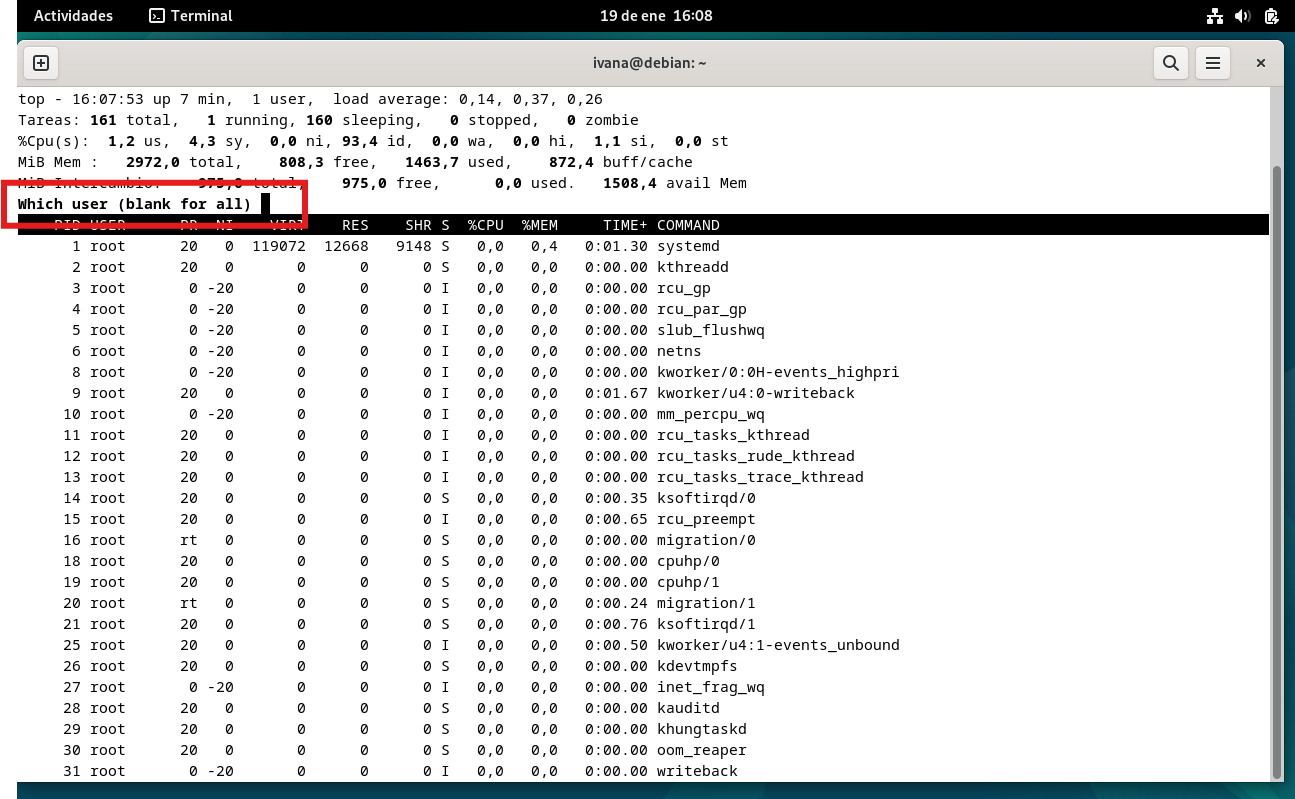 Actividades Terminal 19 de ene 16:08
ivana@debian: ~
top - 16:07:53 up 7 min, 1 user, load average: 0,14, 0,37, 0,26
Tareas: 161 total, 1 running, 160 sleeping, 0 stopped, 0 zombie
%Cpu(s): 1,2 us, 4,3 sy, 0,0 ni, 93,4 id, 0,0 wa, 0,0 hi, 1,1 si, 0,0 st
MiB Mem : 2972,0 total, 808,3 free, 1463,7 used, 872,4 buff/cache
MiB Intercambio: 975,0 total, 975,0 free, 0,0 used. 1508,4 avail Mem
Which user (blank for all)
PID USER PR NI VIRT RES SHR S %CPU %MEM TIME+ COMMAND
1 root 20 0 119072 12668 9148 S 0,0 0,4 0:01.30 systemd
2 root 20 0 0 0 0 S 0,0 0,0 0:00.00 kthreadd
3 root 0 -20 0 0 0 I 0,0 0,0 0:00.00 rcu_gp
4 root 0 -20 0 0 0 I 0,0 0,0 0:00.00 rcu_par_gp
5 root 0 -20 0 0 0 I 0,0 0,0 0:00.00 slub_flushwq
6 root 0 -20 0 0 0 I 0,0 0,0 0:00.00 netns
8 root 0 -20 0 0 0 I 0,0 0,0 0:00.00 kworker/0:0H-events_highpri
9 root 20 0 0 0 0 I 0,0 0,0 0:01.67 kworker/u4:0-writeback
10 root 0 -20 0 0 0 I 0,0 0,0 0:00.00 mm_percpu_wq
11 root 20 0 0 0 0 I 0,0 0,0 0:00.00 rcu_tasks_kthread
12 root 20 0 0 0 0 I 0,0 0,0 0:00.00 rcu_tasks_rude_kthread
13 root 20 0 0 0 0 I 0,0 0,0 0:00.00 rcu_tasks_trace_kthread
14 root 20 0 0 0 0 S 0,0 0,0 0:00.35 ksoftirqd/0
15 root 20 0 0 0 0 I 0,0 0,0 0:00.65 rcu_preempt
16 root rt 0 0 0 0 S 0,0 0,0 0:00.00 migration/0
18 root 20 0 0 0 0 S 0,0 0,0 0:00.00 cpuhp/0
19 root 20 0 0 0 0 S 0,0 0,0 0:00.00 cpuhp/1
20 root rt 0 0 0 0 S 0,0 0,0 0:00.24 migration/1
21 root 20 0 0 0 0 S 0,0 0,0 0:00.76 ksoftirqd/1
25 root 20 0 0 0 0 I 0,0 0,0 0:00.50 kworker/u4:1-events_unbound
26 root 20 0 0 0 0 S 0,0 0,0 0:00.00 kdevtmpfs
27 root 0 -20 0 0 0 I 0,0 0,0 0:00.00 inet_frag_wq
28 root 20 0 0 0 0 S 0,0 0,0 0:00.00 kauditd
29 root 20 0 0 0 0 S 0,0 0,0 0:00.00 khungtaskd
30 root 20 0 0 0 0 S 0,0 0,0 0:00.00 oom_reaper
31 root 0 -20 0 0 0 I 0,0 0,0 0:00.00 writeback